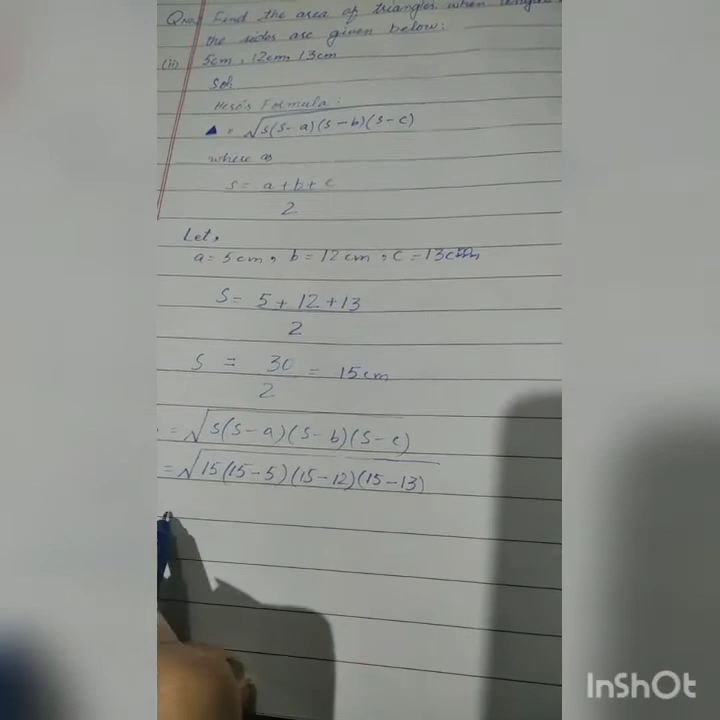 Find the area of triangles when
the sides are given below:
(ii) 5cm, 12cm, 13cm
Sol:
Hero's Formula:
▲ = √s(s-a)(s-b)(s-c)
where as
s = a+b+c
2
Let,
a = 5cm, b = 12cm, c = 13cm
S = 5 + 12 + 13
2
S = 30 = 15cm
2
= √s(s-a)(s-b)(s-c)
= √15(15-5)(15-12)(15-13)
InShOt